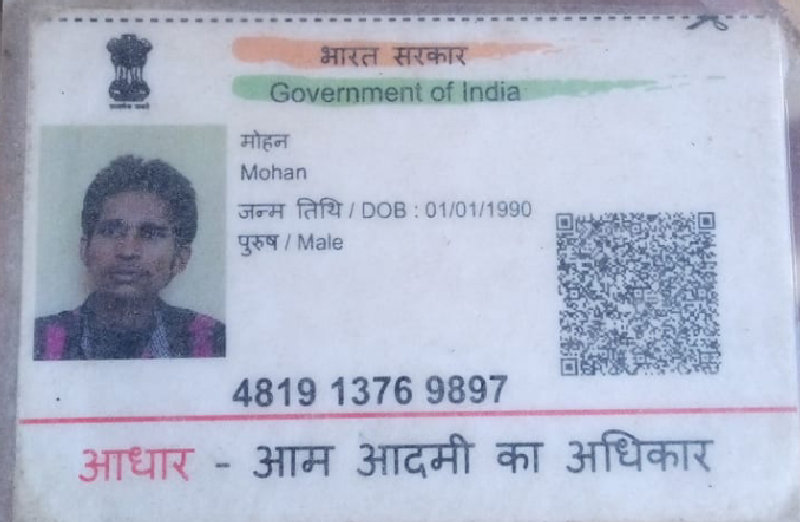 भारत सरकार
Government of India
मोहन
Mohan
जन्म तिथि / DOB : 01/01/1990
पुरुष / Male
4819 1376 9897
आधार - आम आदमी का अधिकार